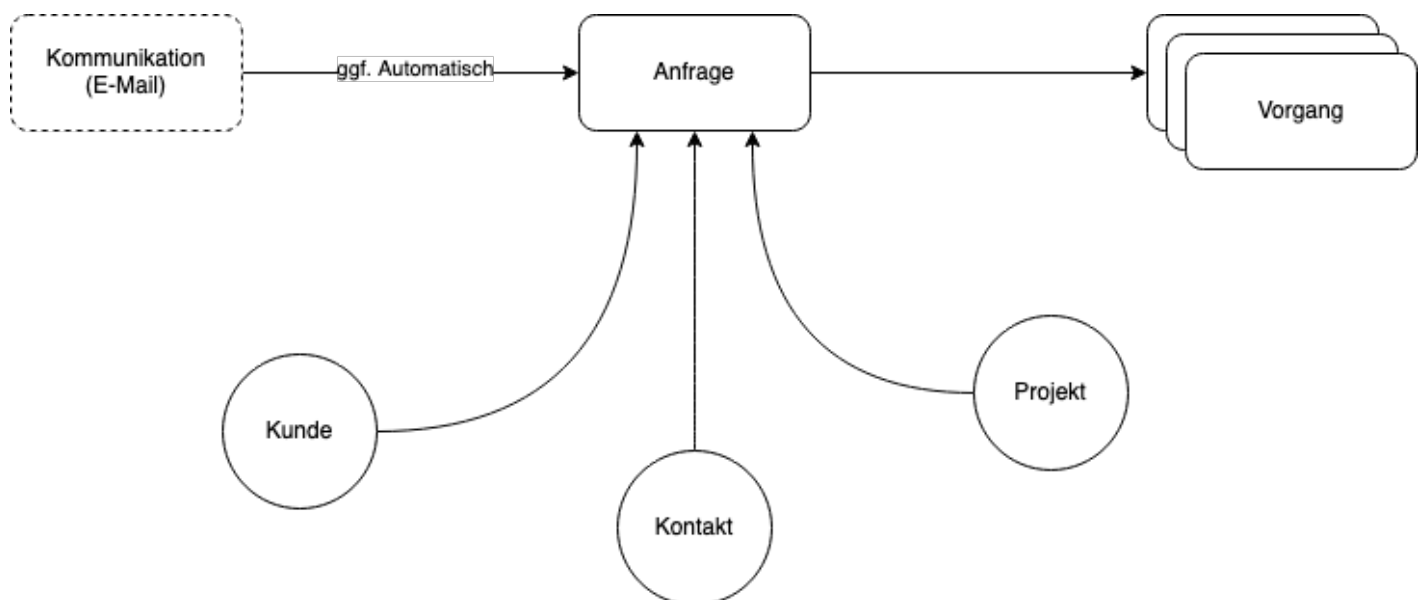 Kommunikation
(E-Mail)
ggf. Automatisch
Anfrage
Vorgang
Kunde
Kontakt
Projekt